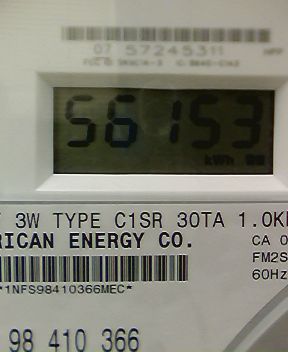 07 57245311
56153
kWh
3W TYPE C1SR 30TA 1.0K
RICAN ENERGY CO.
CA 0
FM2S
60Hz
*1NFS98410366MEC*
98 410 366